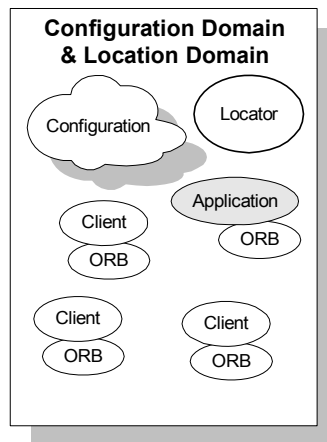 Configuration Domain
& Location Domain
Configuration
Locator
Application
ORB
Client
ORB
Client
ORB
Client
ORB